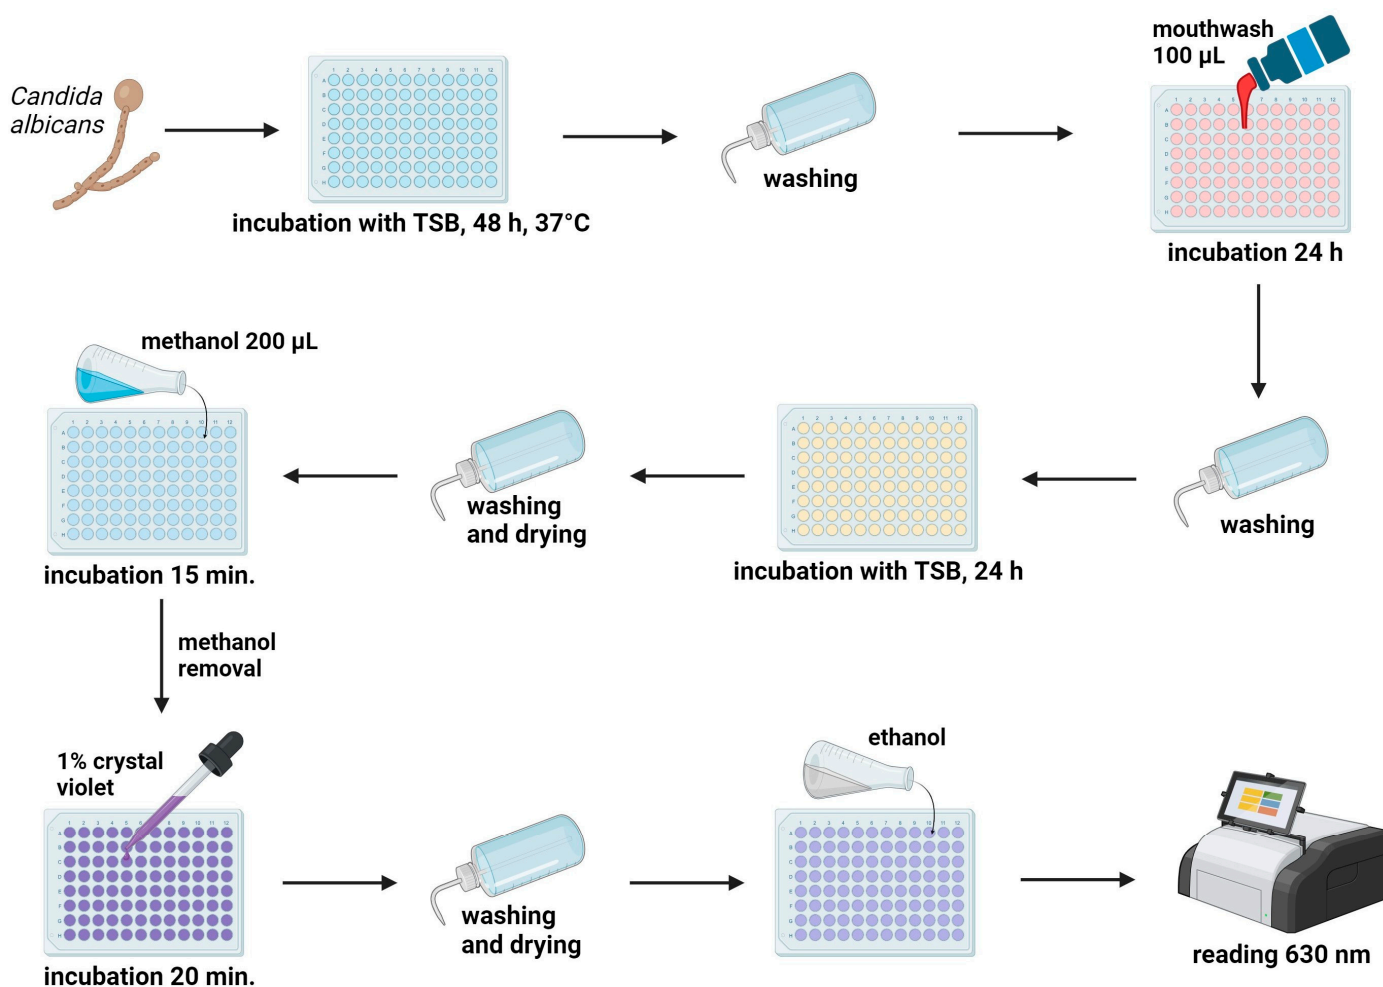 Candida
albicans
incubation with TSB, 48 h, 37°C
washing
mouthwash
100 µL
incubation 24 h
washing
incubation with TSB, 24 h
washing
and drying
methanol 200 µL
incubation 15 min.
methanol
removal
1% crystal
violet
incubation 20 min.
washing
and drying
ethanol
reading 630 nm